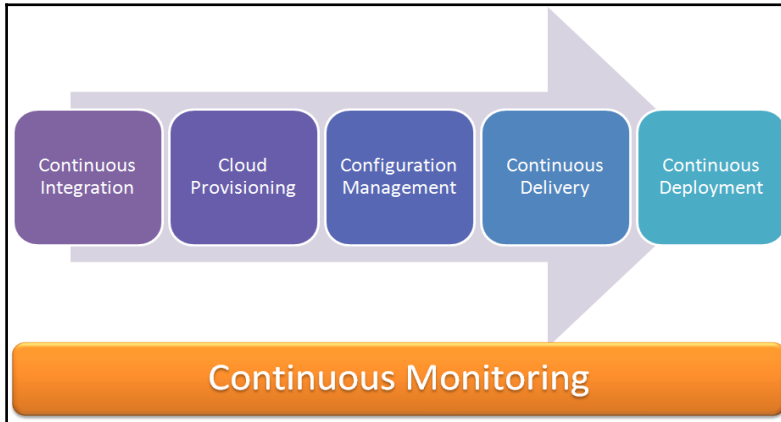 Continuous
Integration
Cloud
Provisioning
Configuration
Management
Continuous
Delivery
Continuous
Deployment
Continuous Monitoring